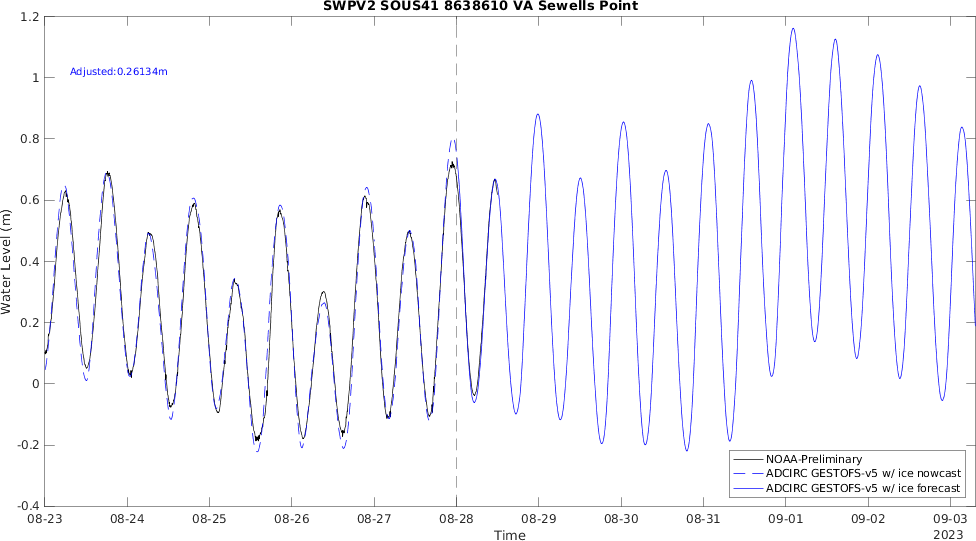 SWPV2 SOUS41 8638610 VA Sewells Point
1.2
1
0.8
0.6
0.4
0.2
0
-0.2
-0.4
Water Level (m)
Adjusted:0.26134m
NOAA-Preliminary
ADCIRC GESTOFS-v5 w/ ice nowcast
ADCIRC GESTOFS-v5 w/ ice forecast
08-23 08-24 08-25 08-26 08-27 08-28 08-29 08-30 08-31 09-01 09-02 09-03
Time
2023